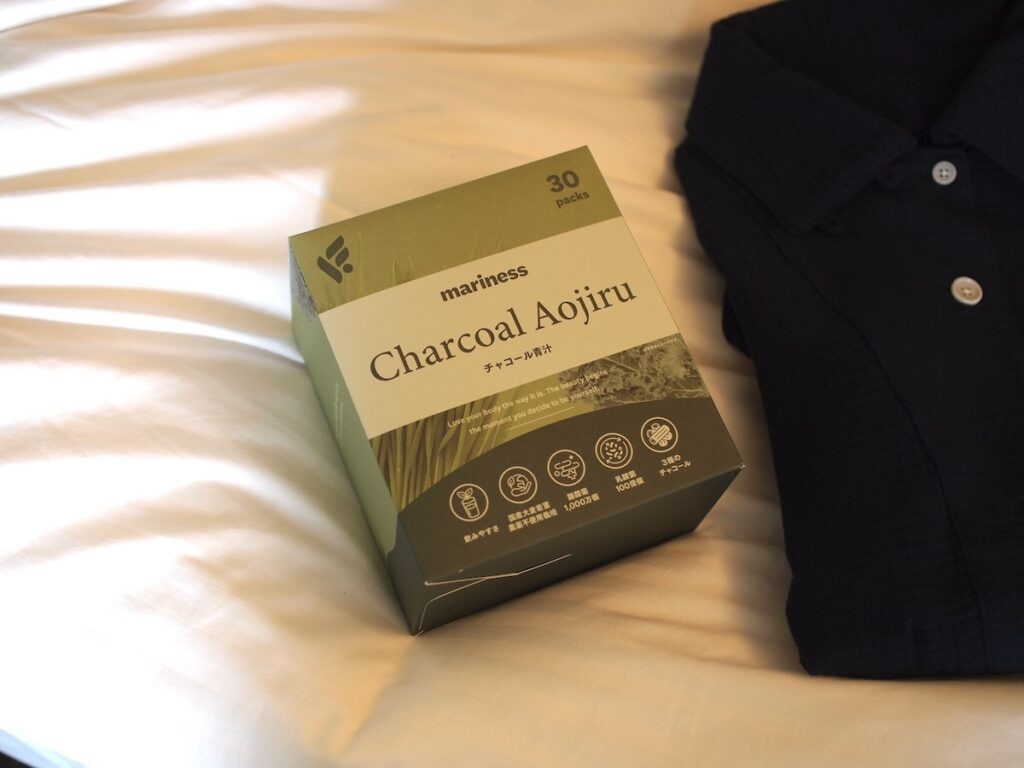 30
packs
mariness
Charcoal Aojiru
チャコール青汁
Love your body the way it is. The beauty begins
the moment you decide to be yourself.
飲みやすさ
国産大麦若葉
農薬不使用栽培
酪酸菌
1,000万個
乳酸菌
100億個
3種の
チャコール